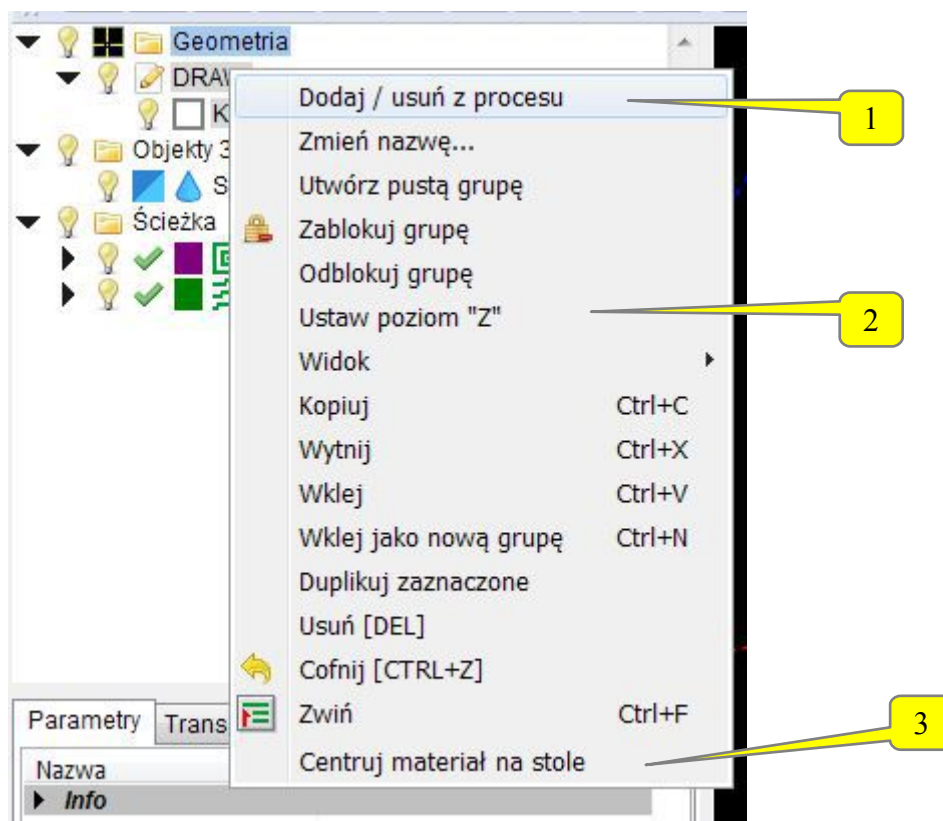 Geometria
DRAW
K
Objekty 3
S
Ścieżka
Dodaj / usuń z procesu
1
Zmień nazwę...
Utwórz pustą grupę
Zablokuj grupę
Odblokuj grupę
Ustaw poziom "Z"
2
Widok
Kopiuj Ctrl+C
Wytnij Ctrl+X
Wklej Ctrl+V
Wklej jako nową grupę Ctrl+N
Duplikuj zaznaczone
Usuń [DEL]
Cofnij [CTRL+Z]
Zwiń Ctrl+F
Centruj materiał na stole
3
Parametry Trans
Nazwa
Info